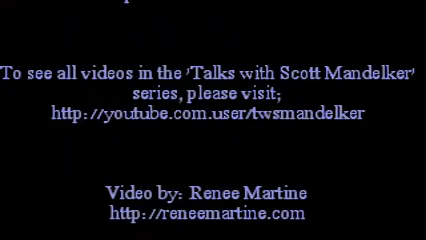 To see all videos in the 'Talks with Scott Mandelker'
series, please visit;
http://youtube.com.user/twsmandelker
Video by: Renee Martine
http://reneemartine.com